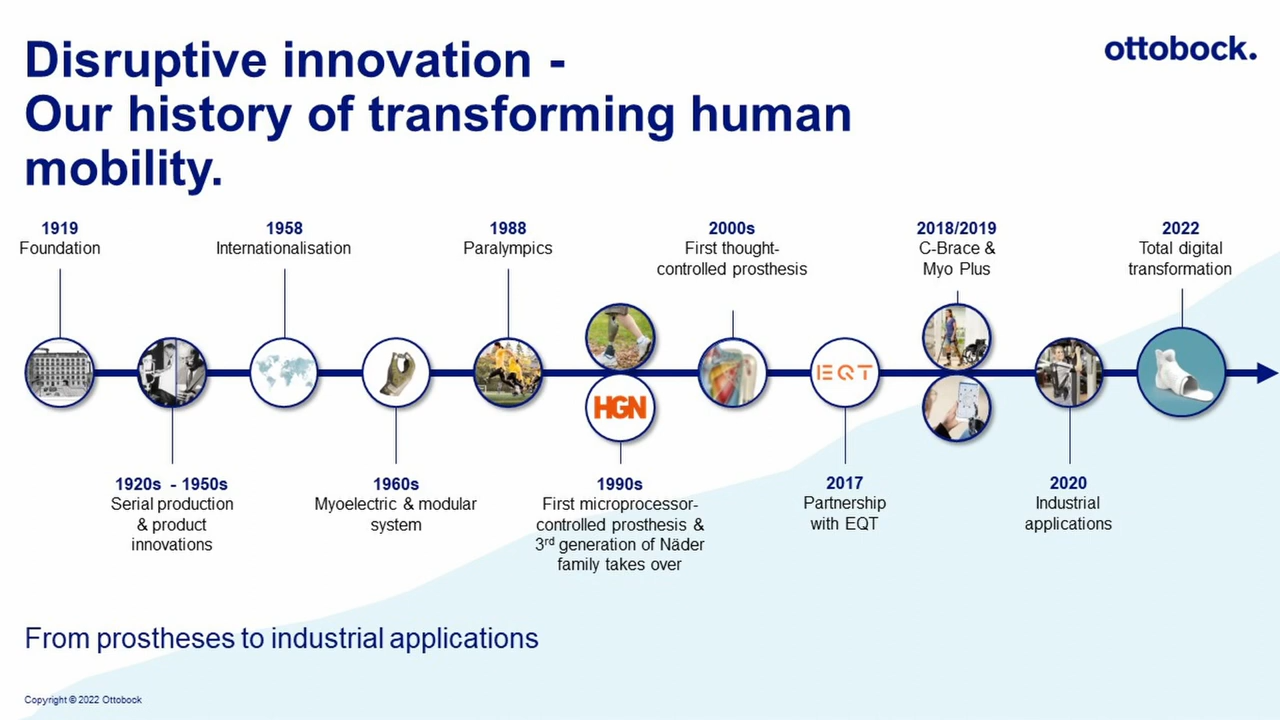 Disruptive innovation -
Our history of transforming human
mobility.
ottobock.
1919
Foundation
1958
Internationalisation
1988
Paralympics
2000s
First thought-
controlled prosthesis
2018/2019
C-Brace &
Myo Plus
2022
Total digital
transformation
HGN
EQT
1920s - 1950s
Serial production
& product
innovations
1960s
Myoelectric & modular
system
1990s
First microprocessor-
controlled prosthesis &
3rd generation of Näder
family takes over
2017
Partnership
with EQT
2020
Industrial
applications
From prostheses to industrial applications
Copyright © 2022 Ottobock